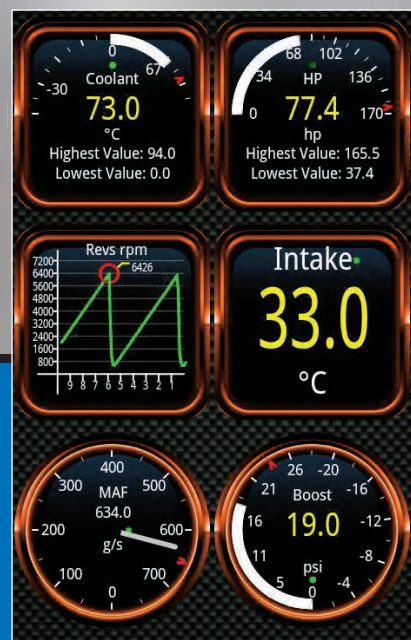 0
-30
67
Coolant
73.0
°C
Highest Value: 94.0
Lowest Value: 0.0
68 102
34 136
HP
77.4
0 170
hp
Highest Value: 165.5
Lowest Value: 37.4
Revs rpm
7200
6400
6426
5600
4800
4000
3200
2400
1600
800
9 8 7 6 5 4 3 2 1
Intake
33.0
°C
400
300 500
MAF
634.0
200 600
g/s
100 700
0
26 -20
21 -16
Boost
19.0
16 -12
11 -8
psi
5 -4
0